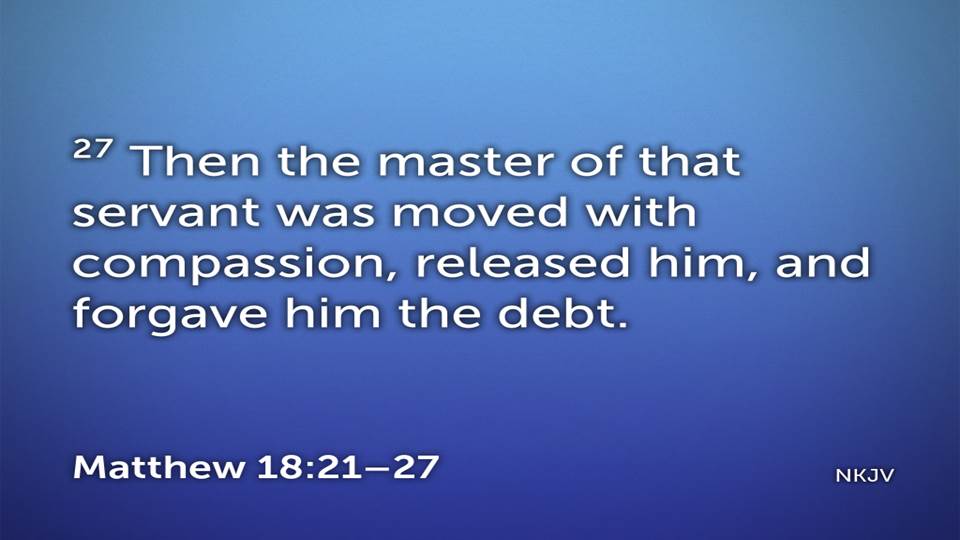 27 Then the master of that
servant was moved with
compassion, released him, and
forgave him the debt.
Matthew 18:21–27
NKJV